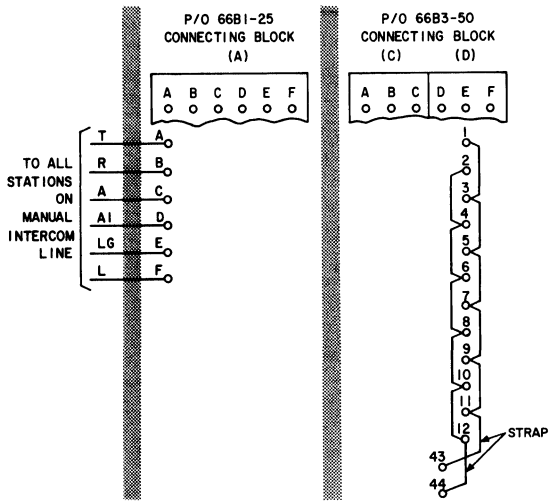 P/O 66B1-25
CONNECTING BLOCK
(A)
P/O 66B3-50
CONNECTING BLOCK
(C) (D)
A B C D E F
A B C D E F
TO ALL
STATIONS
ON
MANUAL
INTERCOM
LINE
T A
R B
A C
A1 D
LG E
L F
1
2
3
4
5
6
7
8
9
10
11
12
STRAP
43
44